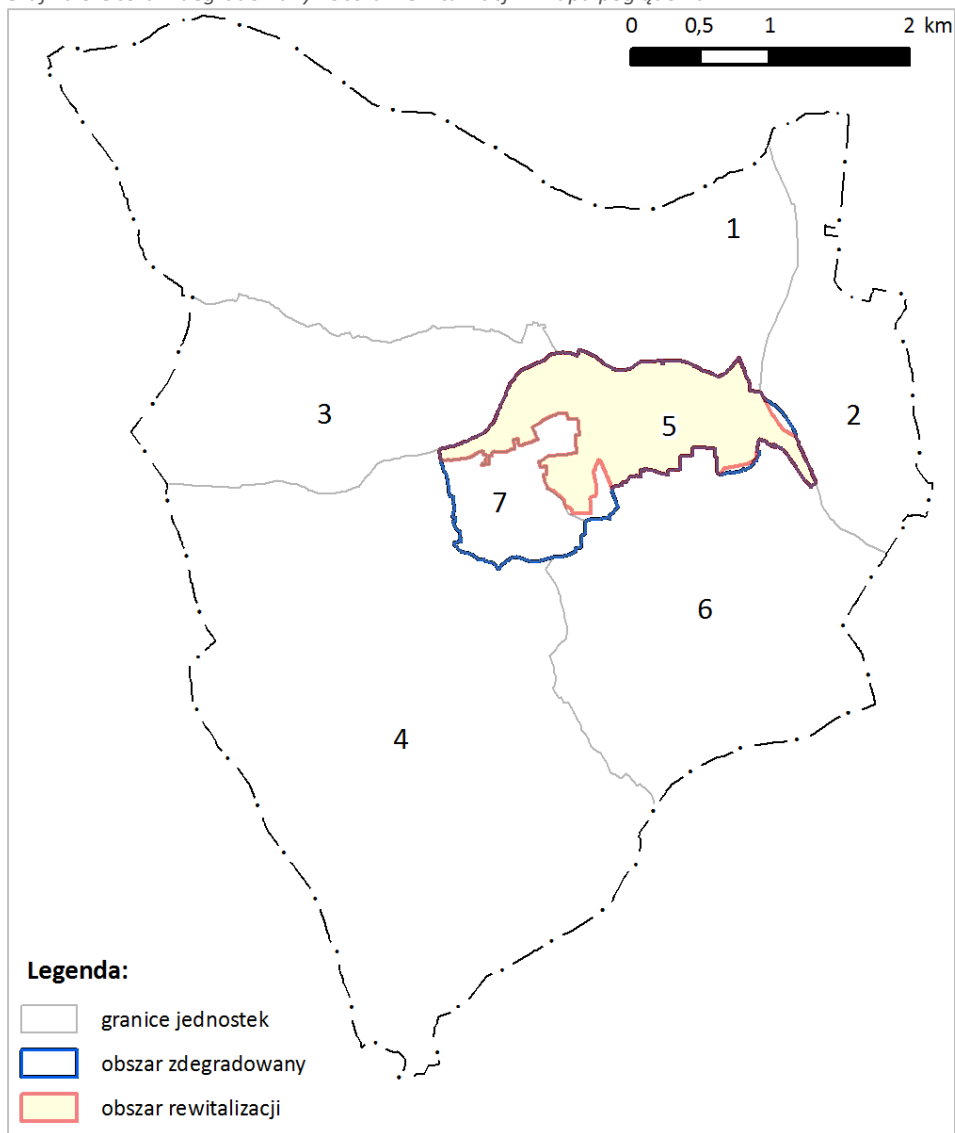 0 0,5 1 2 km
1
2
3
5
7
6
4
Legenda:
granice jednostek
obszar zdegradowany
obszar rewitalizacji